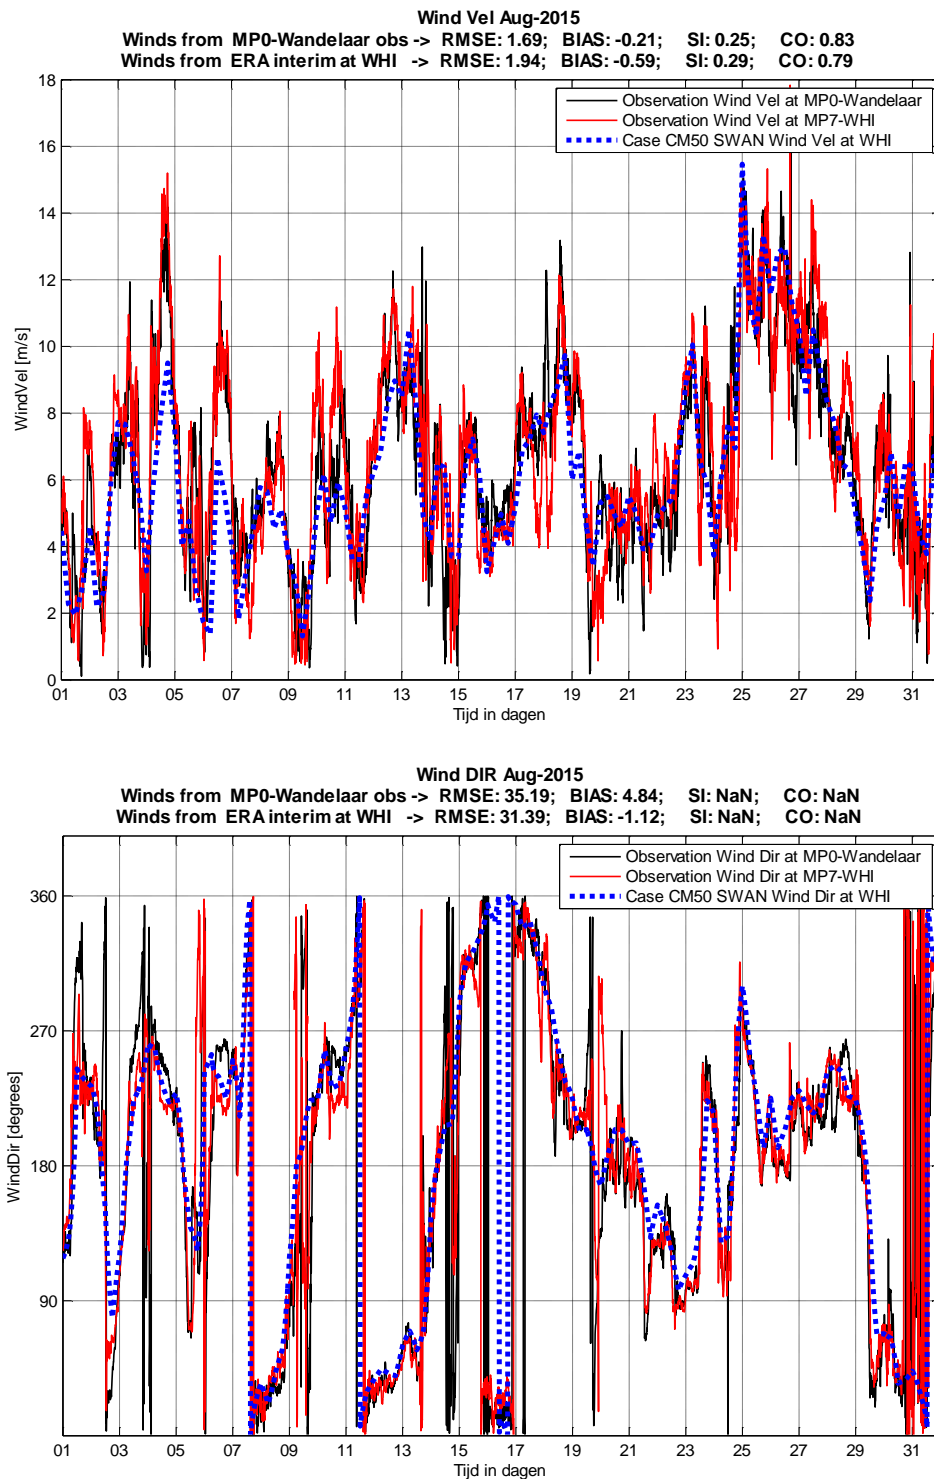 Wind Vel Aug-2015
Winds from MP0-Wandelaar obs -> RMSE: 1.69; BIAS: -0.21; SI: 0.25; CO: 0.83
Winds from ERA interim at WHI -> RMSE: 1.94; BIAS: -0.59; SI: 0.29; CO: 0.79
18
16
14
12
10
8
6
4
2
0
WindVel [m/s]
Observation Wind Vel at MP0-Wandelaar
Observation Wind Vel at MP7-WHI
Case CM50 SWAN Wind Vel at WHI
01 03 05 07 09 11 13 15 17 19 21 23 25 27 29 31
Tijd in dagen
Wind DIR Aug-2015
Winds from MP0-Wandelaar obs -> RMSE: 35.19; BIAS: 4.84; SI: NaN; CO: NaN
Winds from ERA interim at WHI -> RMSE: 31.39; BIAS: -1.12; SI: NaN; CO: NaN
Observation Wind Dir at MP0-Wandelaar
Observation Wind Dir at MP7-WHI
Case CM50 SWAN Wind Dir at WHI
360
270
180
90
WindDir [degrees]
01 03 05 07 09 11 13 15 17 19 21 23 25 27 29 31
Tijd in dagen